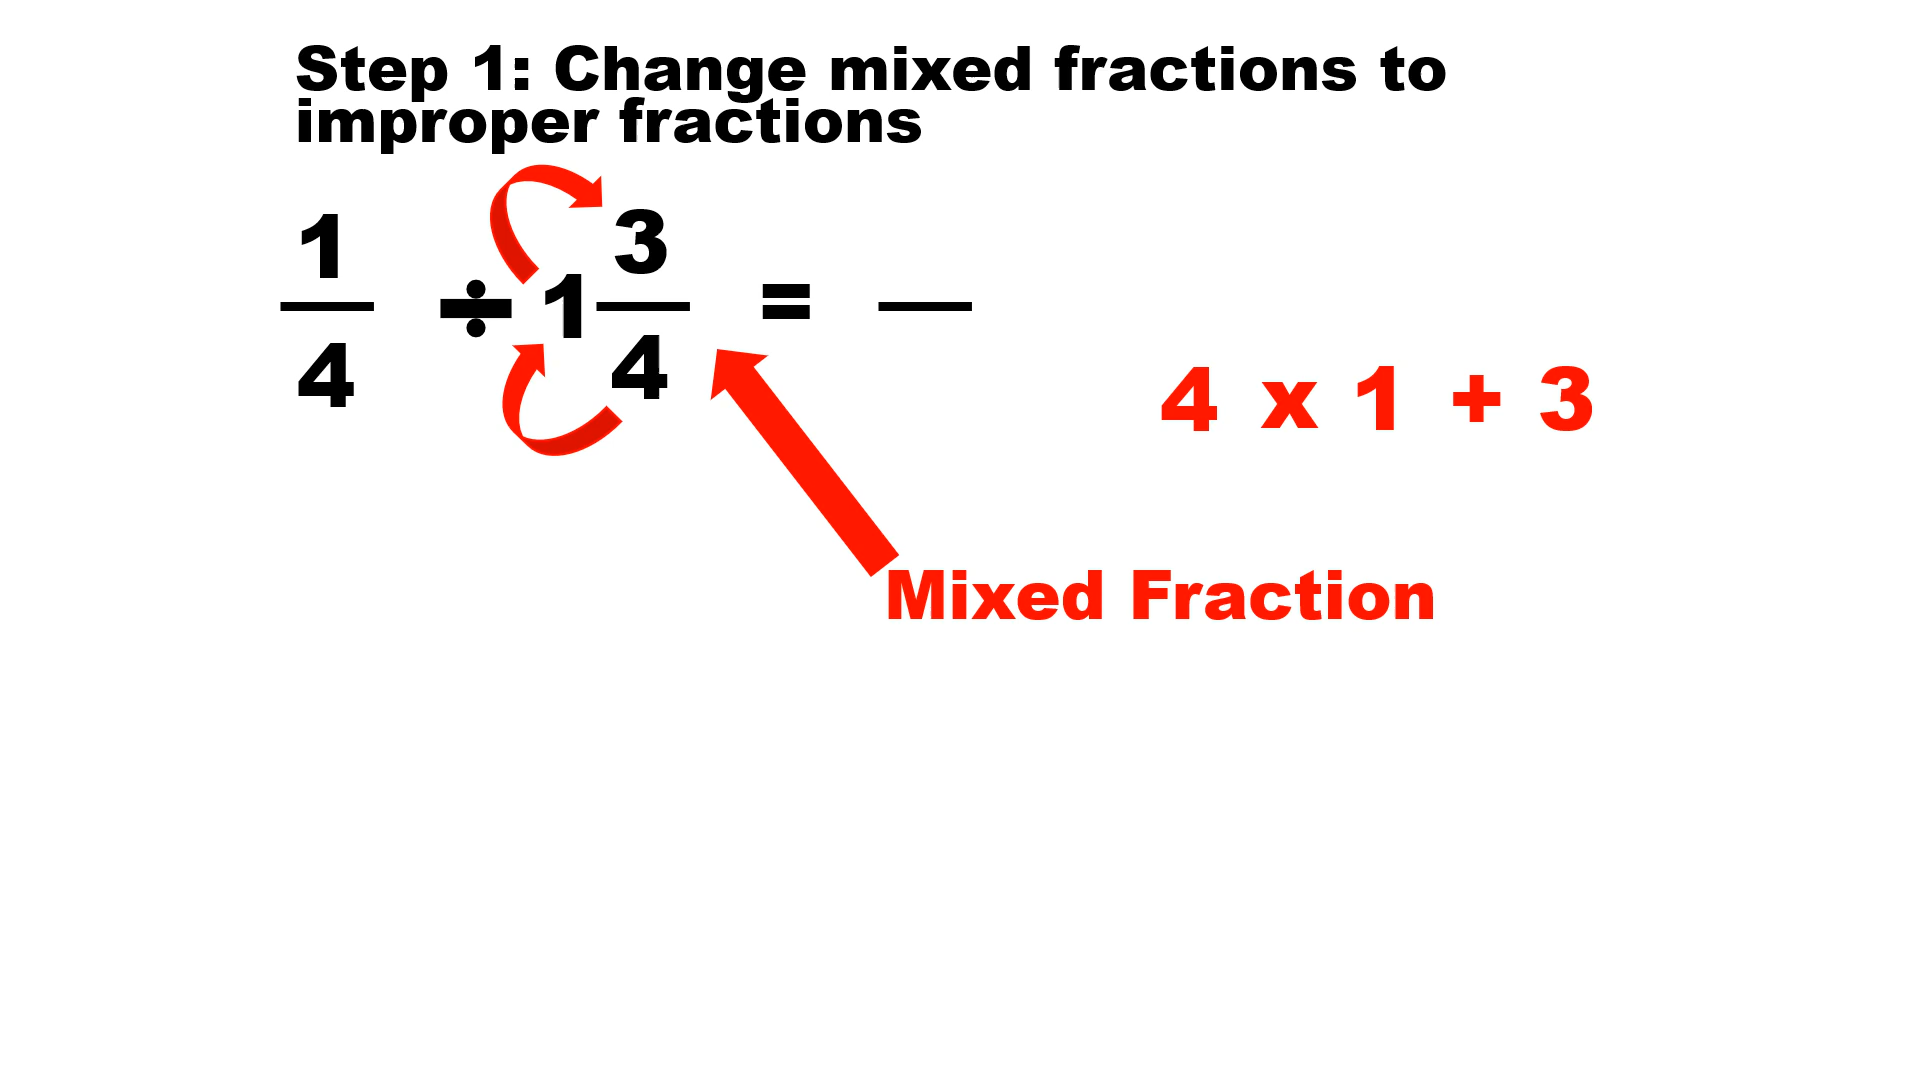 Step 1: Change mixed fractions to
improper fractions
1 3
÷ 1 = —
4 4
4 x 1 + 3
Mixed Fraction